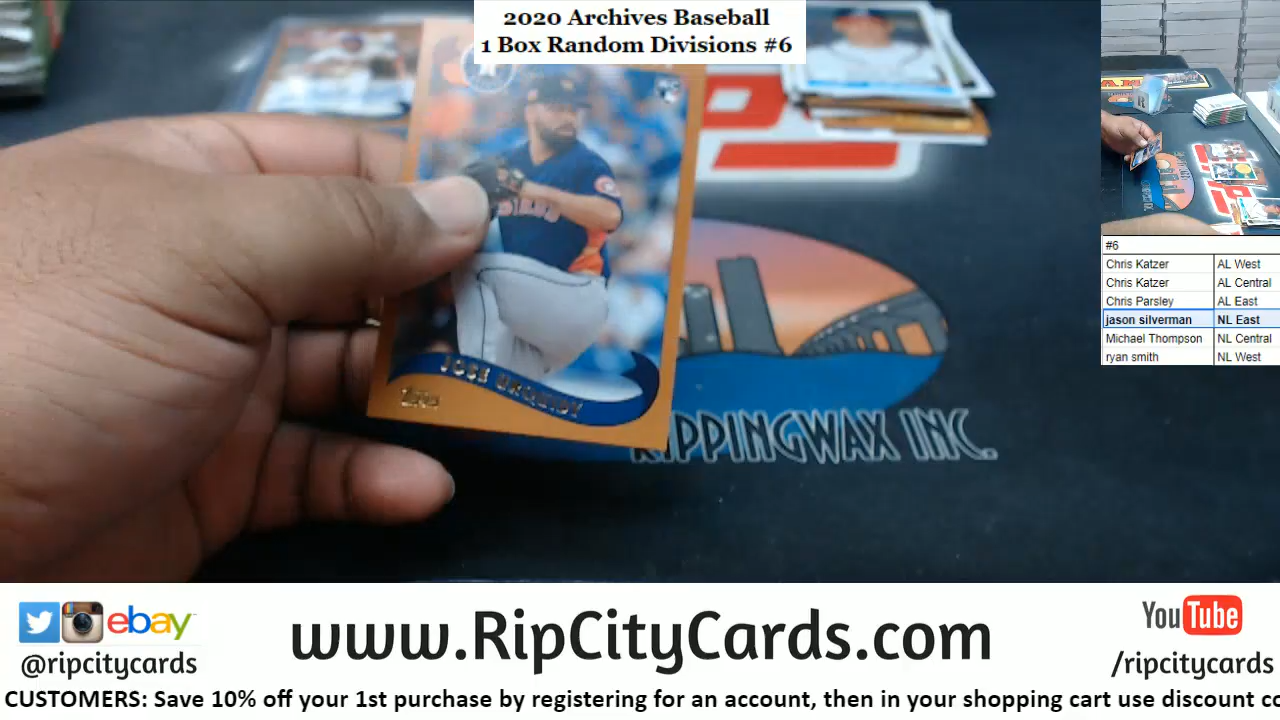 2020 Archives Baseball
1 Box Random Divisions #6
JOSE URQUIDY
RIPPINGWAX INC.
#6
Chris Katzer AL West
Chris Katzer AL Central
Chris Parsley AL East
jason silverman NL East
Michael Thompson NL Central
ryan smith NL West
ebay
@ripcitycards
www.RipCityCards.com
YouTube
/ripcitycards
CUSTOMERS: Save 10% off your 1st purchase by registering for an account, then in your shopping cart use discount co